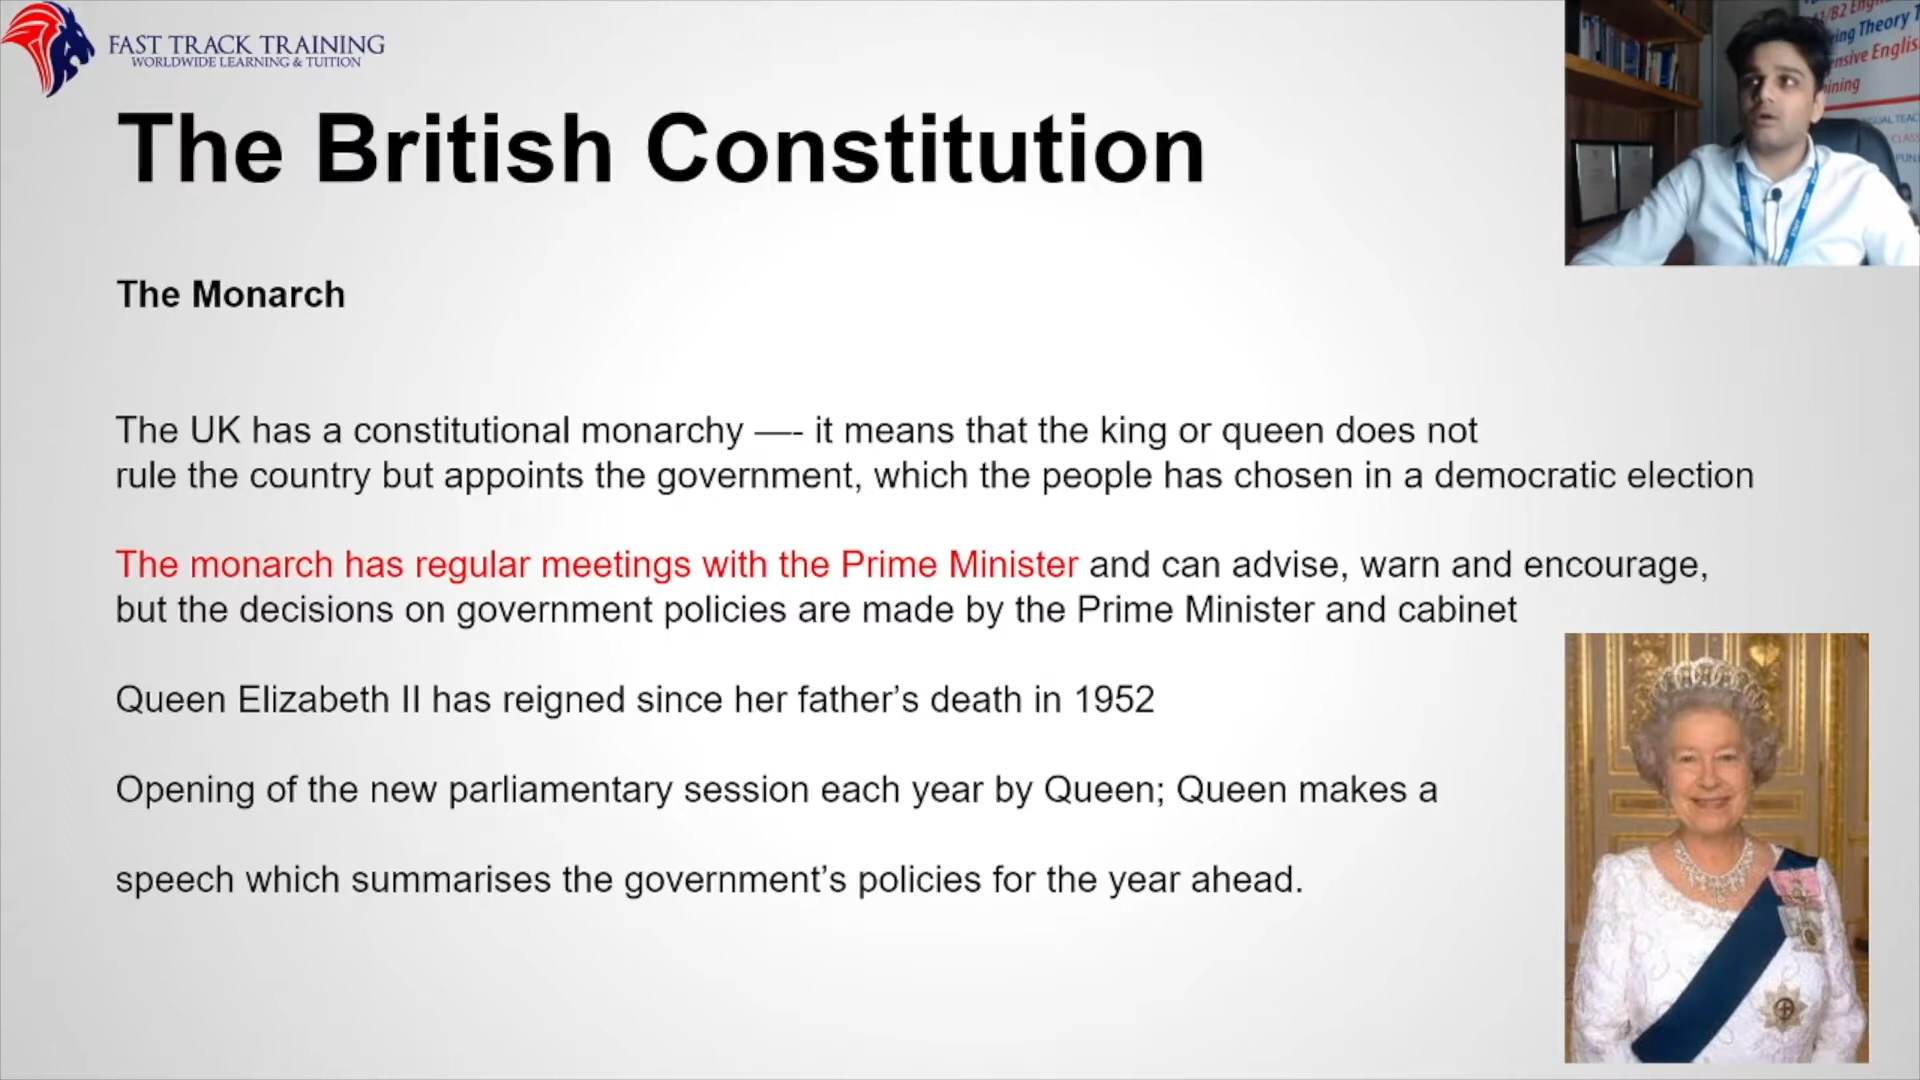 FAST TRACK TRAINING
WORLDWIDE LEARNING & TUITION
The British Constitution
The Monarch
The UK has a constitutional monarchy —- it means that the king or queen does not
rule the country but appoints the government, which the people has chosen in a democratic election
The monarch has regular meetings with the Prime Minister and can advise, warn and encourage,
but the decisions on government policies are made by the Prime Minister and cabinet
Queen Elizabeth II has reigned since her father’s death in 1952
Opening of the new parliamentary session each year by Queen; Queen makes a
speech which summarises the government’s policies for the year ahead.
Theory
CLASS